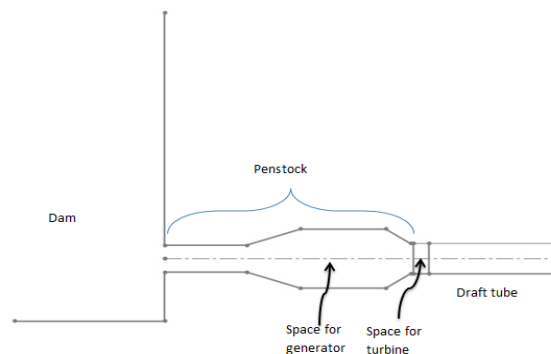 Penstock
Dam
Draft tube
Space for
generator
Space for
turbine